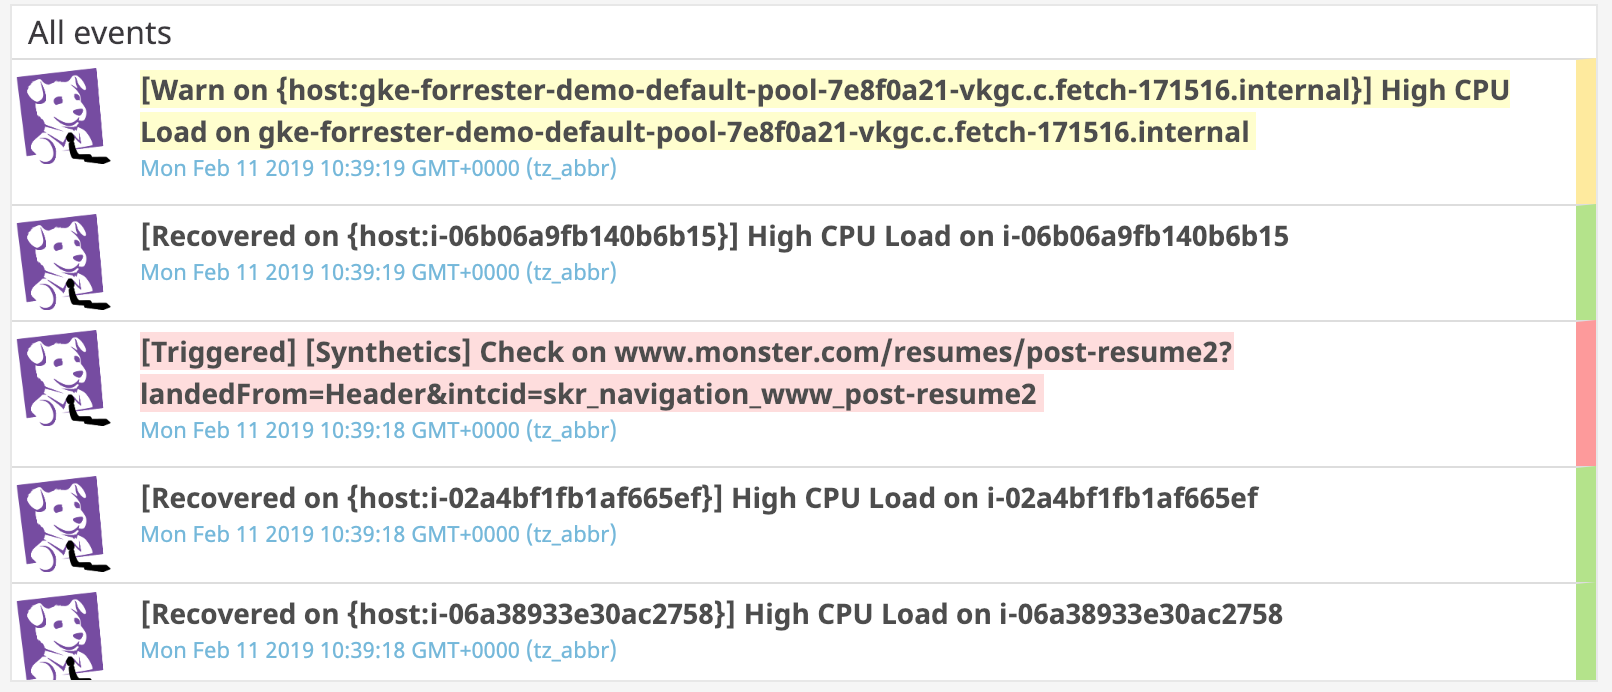 All events
[Warn on {host:gke-forrester-demo-default-pool-7e8f0a21-vkgc.c.fetch-171516.internal}] High CPU
Load on gke-forrester-demo-default-pool-7e8f0a21-vkgc.c.fetch-171516.internal
Mon Feb 11 2019 10:39:19 GMT+0000 (tz_abbr)
[Recovered on {host:i-06b06a9fb140b6b15}] High CPU Load on i-06b06a9fb140b6b15
Mon Feb 11 2019 10:39:19 GMT+0000 (tz_abbr)
[Triggered] [Synthetics] Check on www.monster.com/resumes/post-resume2?
landedFrom=Header&intcid=skr_navigation_www_post-resume2
Mon Feb 11 2019 10:39:18 GMT+0000 (tz_abbr)
[Recovered on {host:i-02a4bf1fb1af665ef}] High CPU Load on i-02a4bf1fb1af665ef
Mon Feb 11 2019 10:39:18 GMT+0000 (tz_abbr)
[Recovered on {host:i-06a38933e30ac2758}] High CPU Load on i-06a38933e30ac2758
Mon Feb 11 2019 10:39:18 GMT+0000 (tz_abbr)